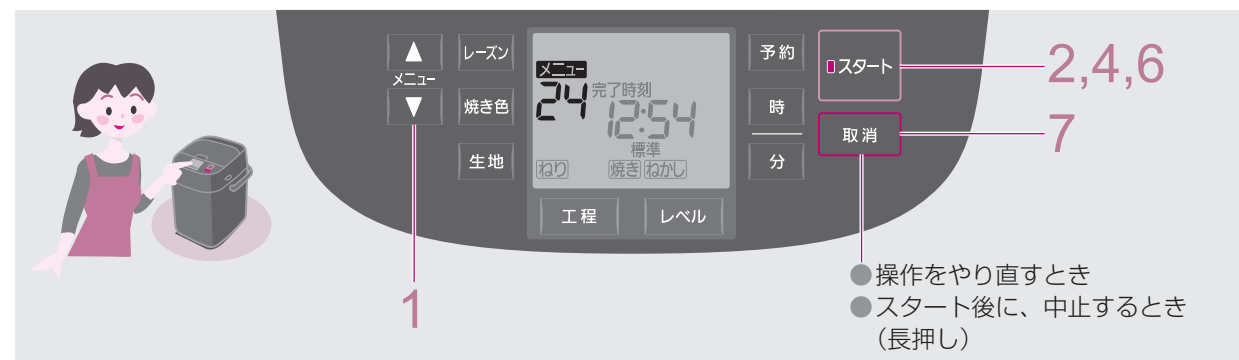 ▲
メニュー
▼
レーズン
焼き色
生地
メニュー
24
完了時刻
12:54
標準
ねり 焼き ねかし
工程 レベル
予約
時
分
スタート
取消
1
2,4,6
7
●操作をやり直すとき
●スタート後に、中止するとき
(長押し)